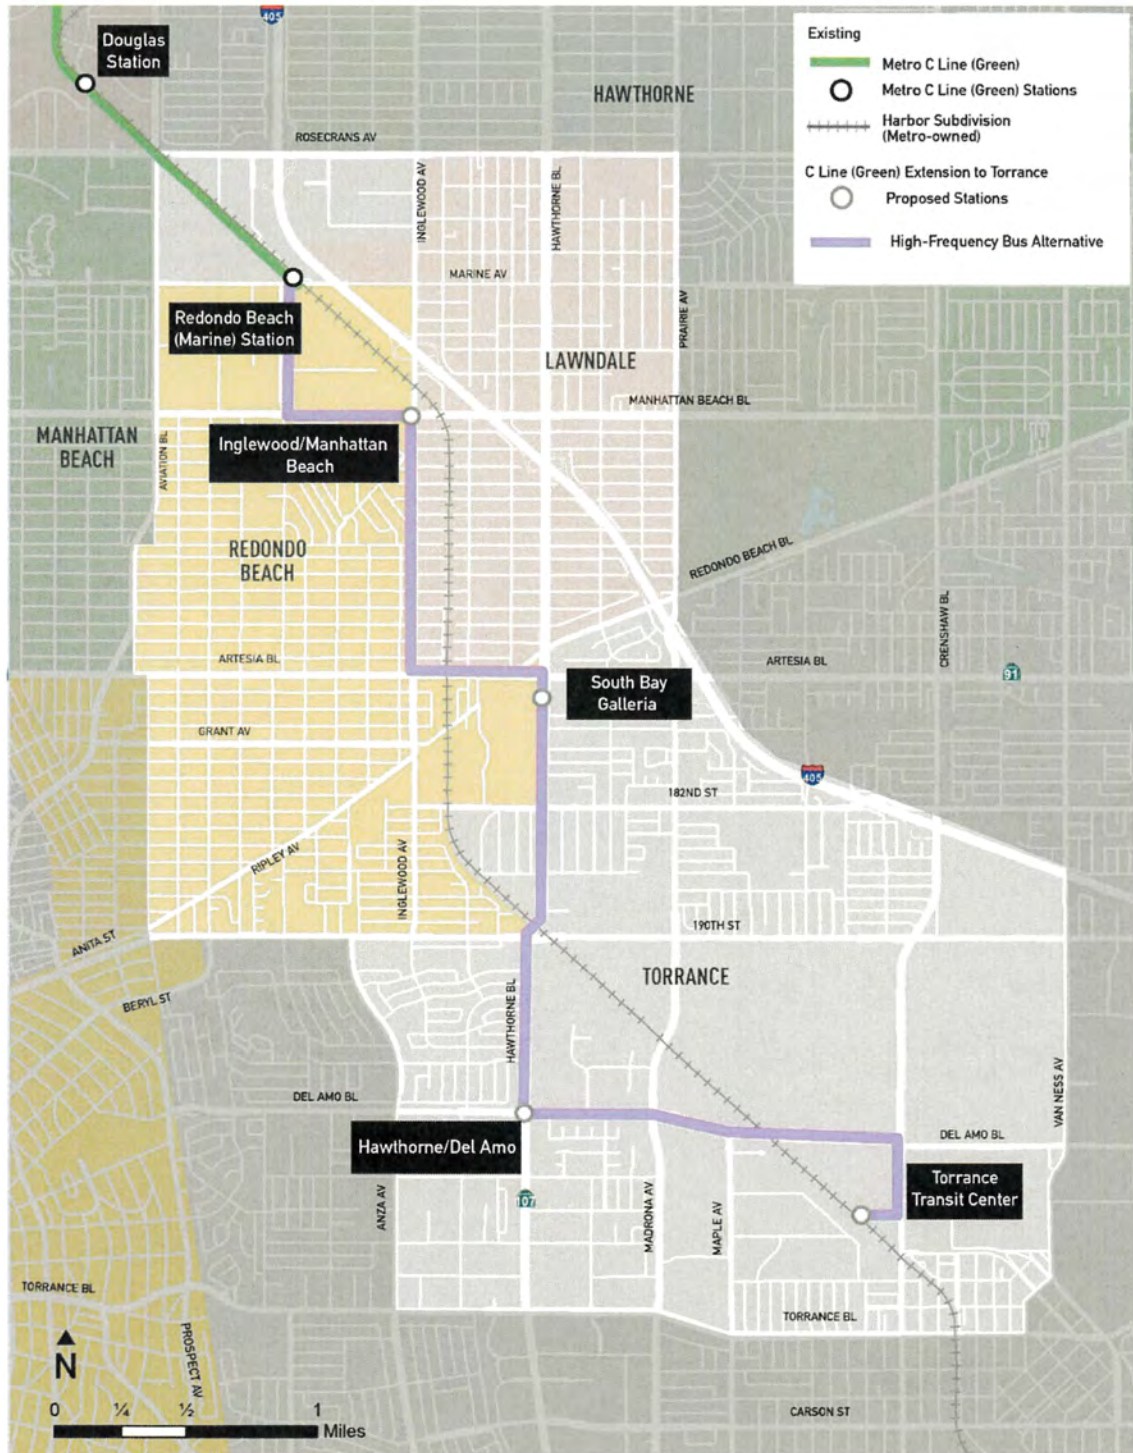 405
Douglas
Station
Existing
Metro C Line (Green)
Metro C Line (Green) Stations
Harbor Subdivision
(Metro-owned)
C Line (Green) Extension to Torrance
Proposed Stations
High-Frequency Bus Alternative
HAWTHORNE
ROSECRANS AV
INGLEWOOD AV
HAWTHORNE BL
MARINE AV
PRAIRIE AV
Redondo Beach
(Marine) Station
LAWNDALE
MANHATTAN BEACH BL
MANHATTAN
BEACH
AVIATION BL
Inglewood/Manhattan
Beach
REDONDO
BEACH
REDONDO BEACH BL
CRENSHAW BL
ARTESIA BL
ARTESIA BL
91
South Bay
Galleria
GRANT AV
405
182ND ST
RIPLEY AV
INGLEWOOD AV
190TH ST
ANITA ST
TORRANCE
BERYL ST
HAWTHORNE BL
VAN NESS AV
DEL AMO BL
DEL AMO BL
Hawthorne/Del Amo
Torrance
Transit Center
107
ANZA AV
MADRONA AV
MAPLE AV
TORRANCE BL
TORRANCE BL
PROSPECT AV
N
0 ¼ ½ 1
Miles
CARSON ST